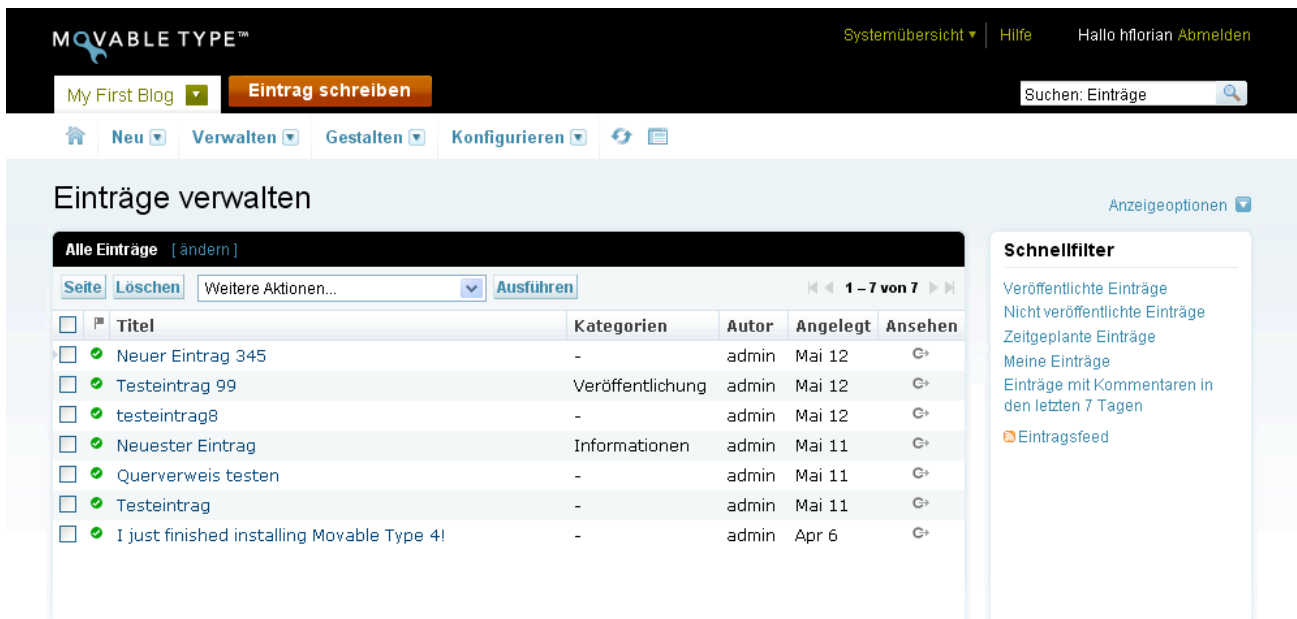 MOVABLE TYPE™
Systemübersicht ▾ Hilfe Hallo hflorian Abmelden
My First Blog Eintrag schreiben Suchen: Einträge
Neu Verwalten Gestalten Konfigurieren
Einträge verwalten
Anzeigeoptionen
Alle Einträge [ ändern ]
Seite Löschen Weitere Aktionen... Ausführen 1 – 7 von 7
Titel Kategorien Autor Angelegt Ansehen
Neuer Eintrag 345 - admin Mai 12
Testeintrag 99 Veröffentlichung admin Mai 12
testeintrag8 - admin Mai 12
Neuester Eintrag Informationen admin Mai 11
Querverweis testen - admin Mai 11
Testeintrag - admin Mai 11
I just finished installing Movable Type 4! - admin Apr 6
Schnellfilter
Veröffentlichte Einträge
Nicht veröffentlichte Einträge
Zeitgeplante Einträge
Meine Einträge
Einträge mit Kommentaren in
den letzten 7 Tagen
Eintragsfeed